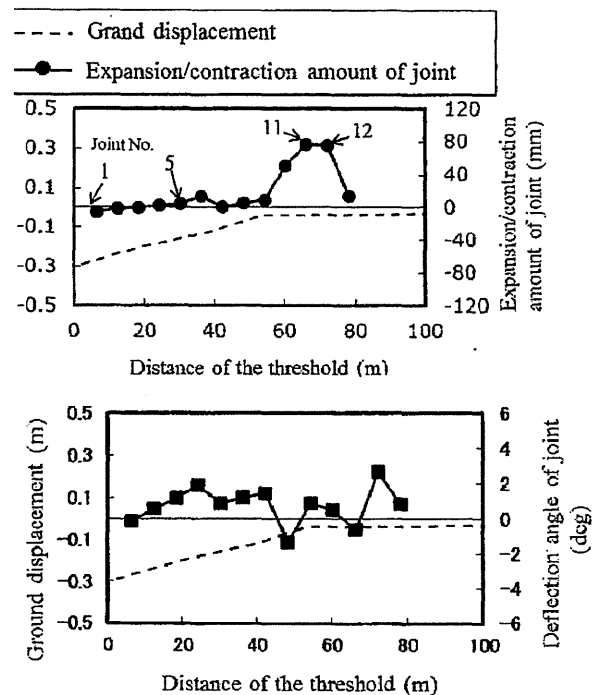 Grand displacement
Expansion/contraction amount of joint
0.5
0.3
0.1
-0.1
-0.3
-0.5
Joint No.
1
5
11
12
120
80
40
0
-40
-80
-120
Expansion/contraction
amount of joint (mm)
0 20 40 60 80 100
Distance of the threshold (m)
Ground displacement (m)
0.5
0.3
0.1
-0.1
-0.3
-0.5
6
4
2
0
-2
-4
-6
Deflection angle of joint
(dcg)
0 20 40 60 80 100
Distance of the threshold (m)